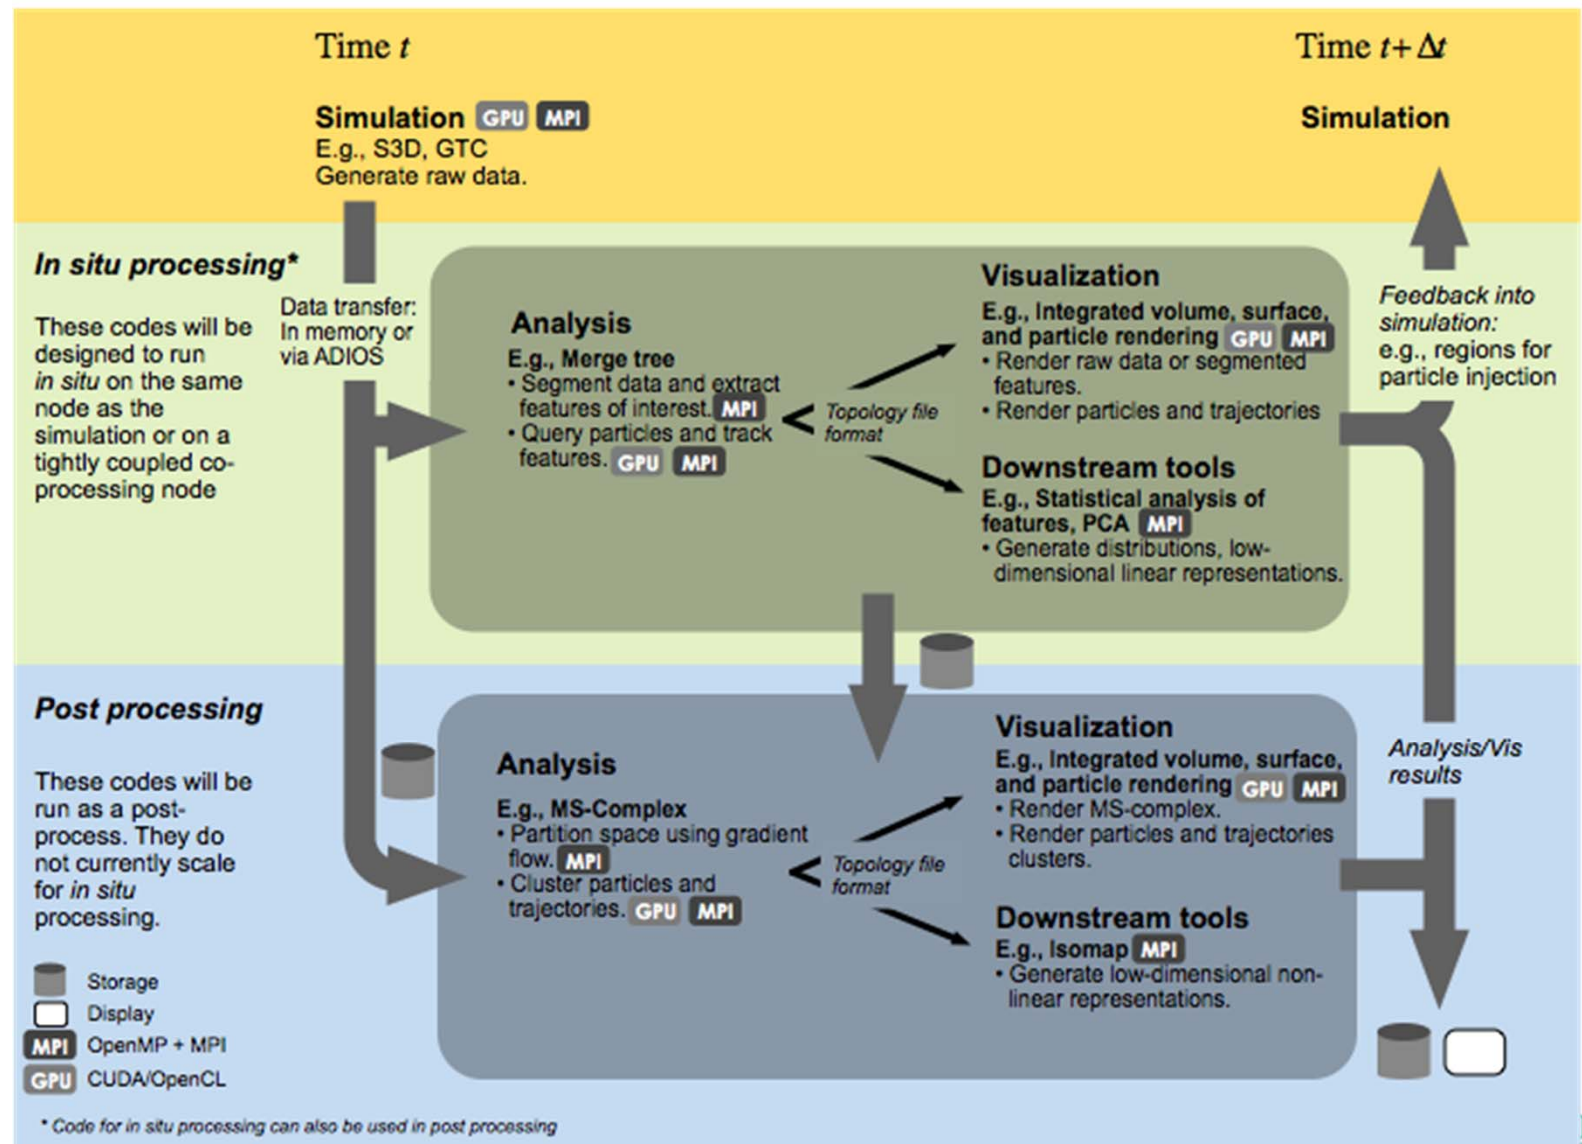 Time t
Time t+ Δt
Simulation GPU MPI
E.g., S3D, GTC
Generate raw data.
Simulation
In situ processing*
These codes will be
designed to run
in situ on the same
node as the
simulation or on a
tightly coupled co-
processing node
Data transfer:
In memory or
via ADIOS
Analysis
E.g., Merge tree
• Segment data and extract
features of interest. MPI
• Query particles and track
features. GPU MPI
Topology file
format
Visualization
E.g., Integrated volume, surface,
and particle rendering GPU MPI
• Render raw data or segmented
features.
• Render particles and trajectories
Downstream tools
E.g., Statistical analysis of
features, PCA MPI
• Generate distributions, low-
dimensional linear representations.
Feedback into
simulation:
e.g., regions for
particle injection
Post processing
These codes will be
run as a post-
process. They do
not currently scale
for in situ
processing.
Analysis
E.g., MS-Complex
• Partition space using gradient
flow. MPI
• Cluster particles and
trajectories. GPU MPI
Topology file
format
Visualization
E.g., Integrated volume, surface,
and particle rendering GPU MPI
• Render MS-complex.
• Render particles and trajectories
clusters.
Downstream tools
E.g., Isomap MPI
• Generate low-dimensional non-
linear representations.
Analysis/Vis
results
Storage
Display
MPI OpenMP + MPI
GPU CUDA/OpenCL
* Code for in situ processing can also be used in post processing